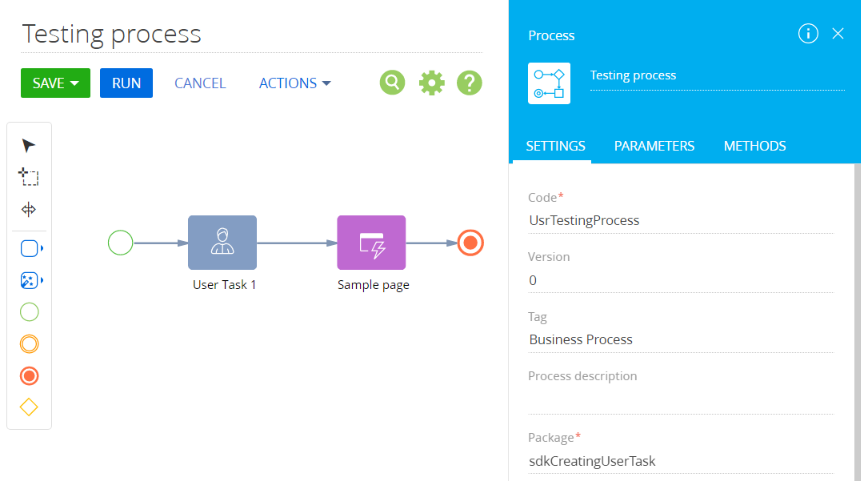 Testing process
SAVE
RUN
CANCEL
ACTIONS
?
User Task 1
Sample page
Process
i
Testing process
SETTINGS
PARAMETERS
METHODS
Code*
UsrTestingProcess
Version
0
Tag
Business Process
Process description
Package*
sdkCreatingUserTask